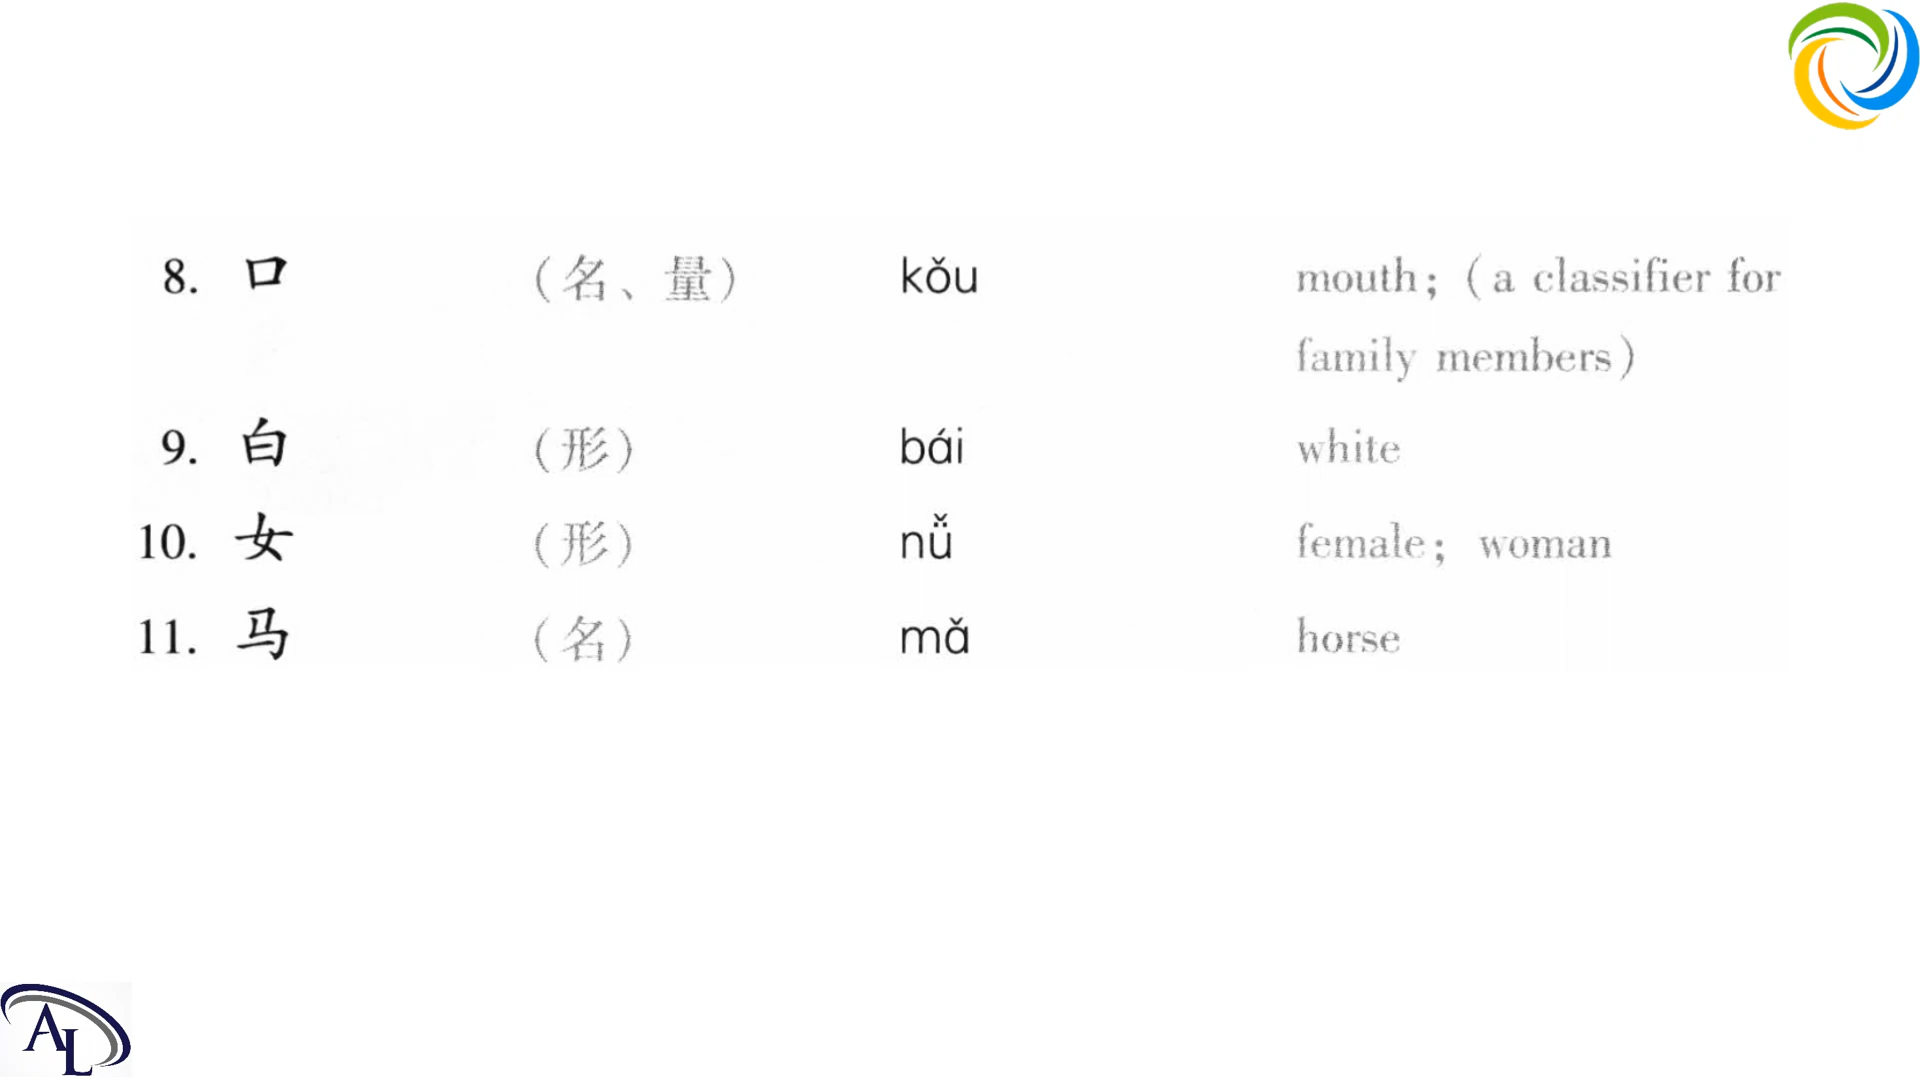 8. 口 （名、量） kǒu mouth；（a classifier for
family members）
9. 白 （形） bái white
10. 女 （形） nǚ female； woman
11. 马 （名） mǎ horse
AL